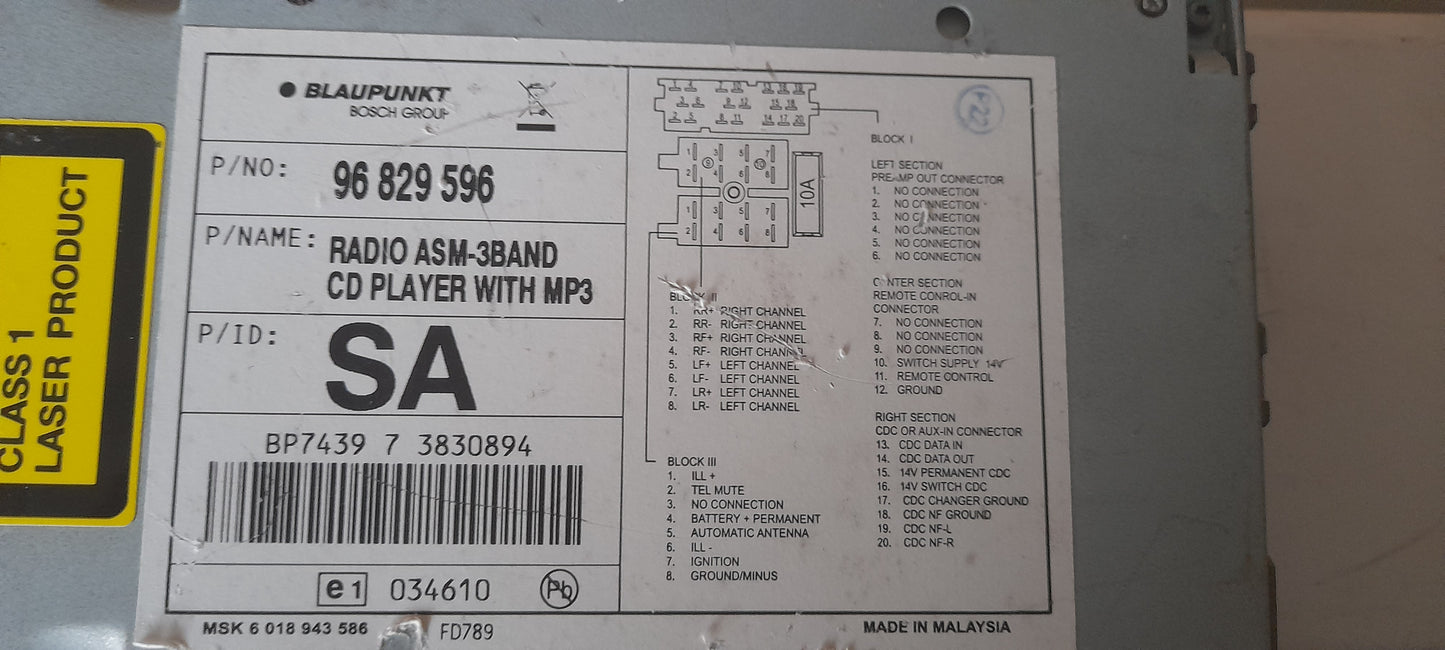 CLASS 1
LASER PRODUCT
BLAUPUNKT
BOSCH GROUP
P/NO: 96 829 596
P/NAME: RADIO ASM-3BAND
CD PLAYER WITH MP3
P/ID: SA
BP7439 7 3830894
e1 034610 Pb
MSK 6 018 943 586 FD789
10A
BLOCK II
1. RR+ RIGHT CHANNEL
2. RR- RIGHT CHANNEL
3. RF+ RIGHT CHANNEL
4. RF- RIGHT CHANNEL
5. LF+ LEFT CHANNEL
6. LF- LEFT CHANNEL
7. LR+ LEFT CHANNEL
8. LR- LEFT CHANNEL
BLOCK III
1. ILL +
2. TEL MUTE
3. NO CONNECTION
4. BATTERY + PERMANENT
5. AUTOMATIC ANTENNA
6. ILL -
7. IGNITION
8. GROUND/MINUS
BLOCK I
LEFT SECTION
PRE-AMP OUT CONNECTOR
1. NO CONNECTION
2. NO CONNECTION
3. NO CONNECTION
4. NO CONNECTION
5. NO CONNECTION
6. NO CONNECTION
CENTER SECTION
REMOTE CONROL-IN
CONNECTOR
7. NO CONNECTION
8. NO CONNECTION
9. NO CONNECTION
10. SWITCH SUPPLY 14V
11. REMOTE CONTROL
12. GROUND
RIGHT SECTION
CDC OR AUX-IN CONNECTOR
13. CDC DATA IN
14. CDC DATA OUT
15. 14V PERMANENT CDC
16. 14V SWITCH CDC
17. CDC CHANGER GROUND
18. CDC NF GROUND
19. CDC NF-L
20. CDC NF-R
MADE IN MALAYSIA